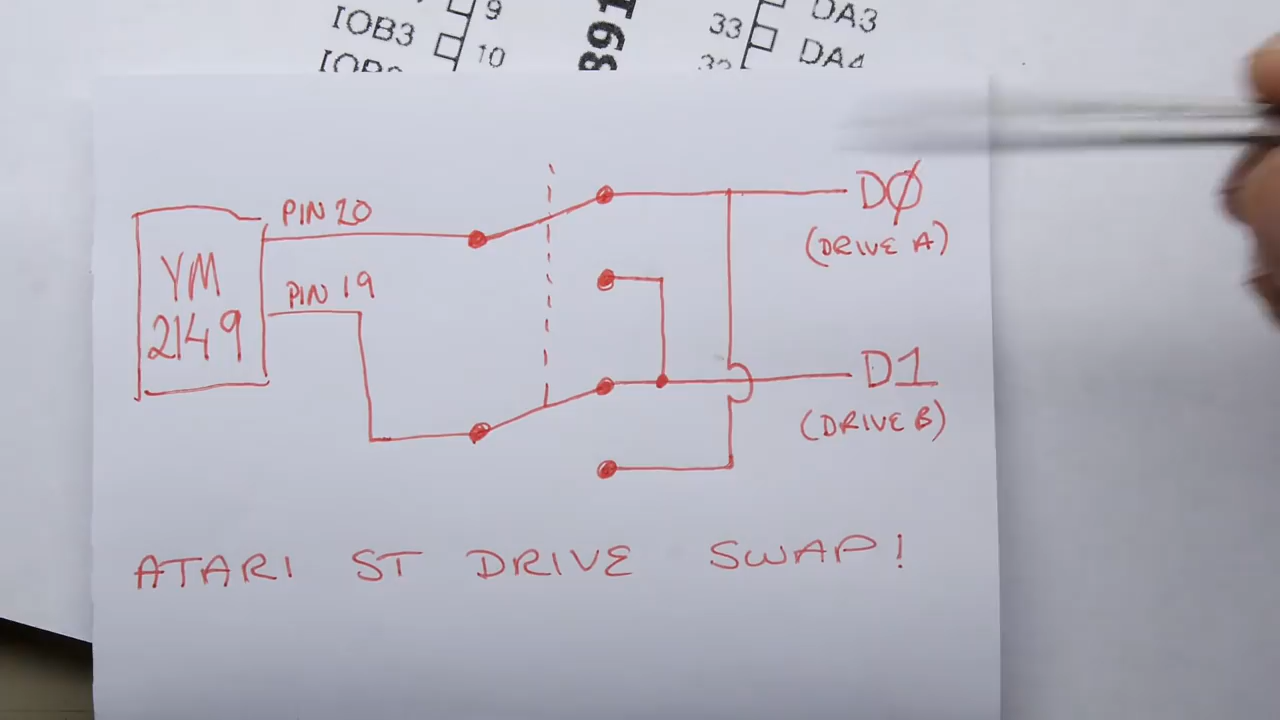 IOB3
9
10
891
33
DA3
DA4
PIN 20
YM
2149
PIN 19
DØ
(DRIVE A)
D1
(DRIVE B)
ATARI ST DRIVE SWAP!